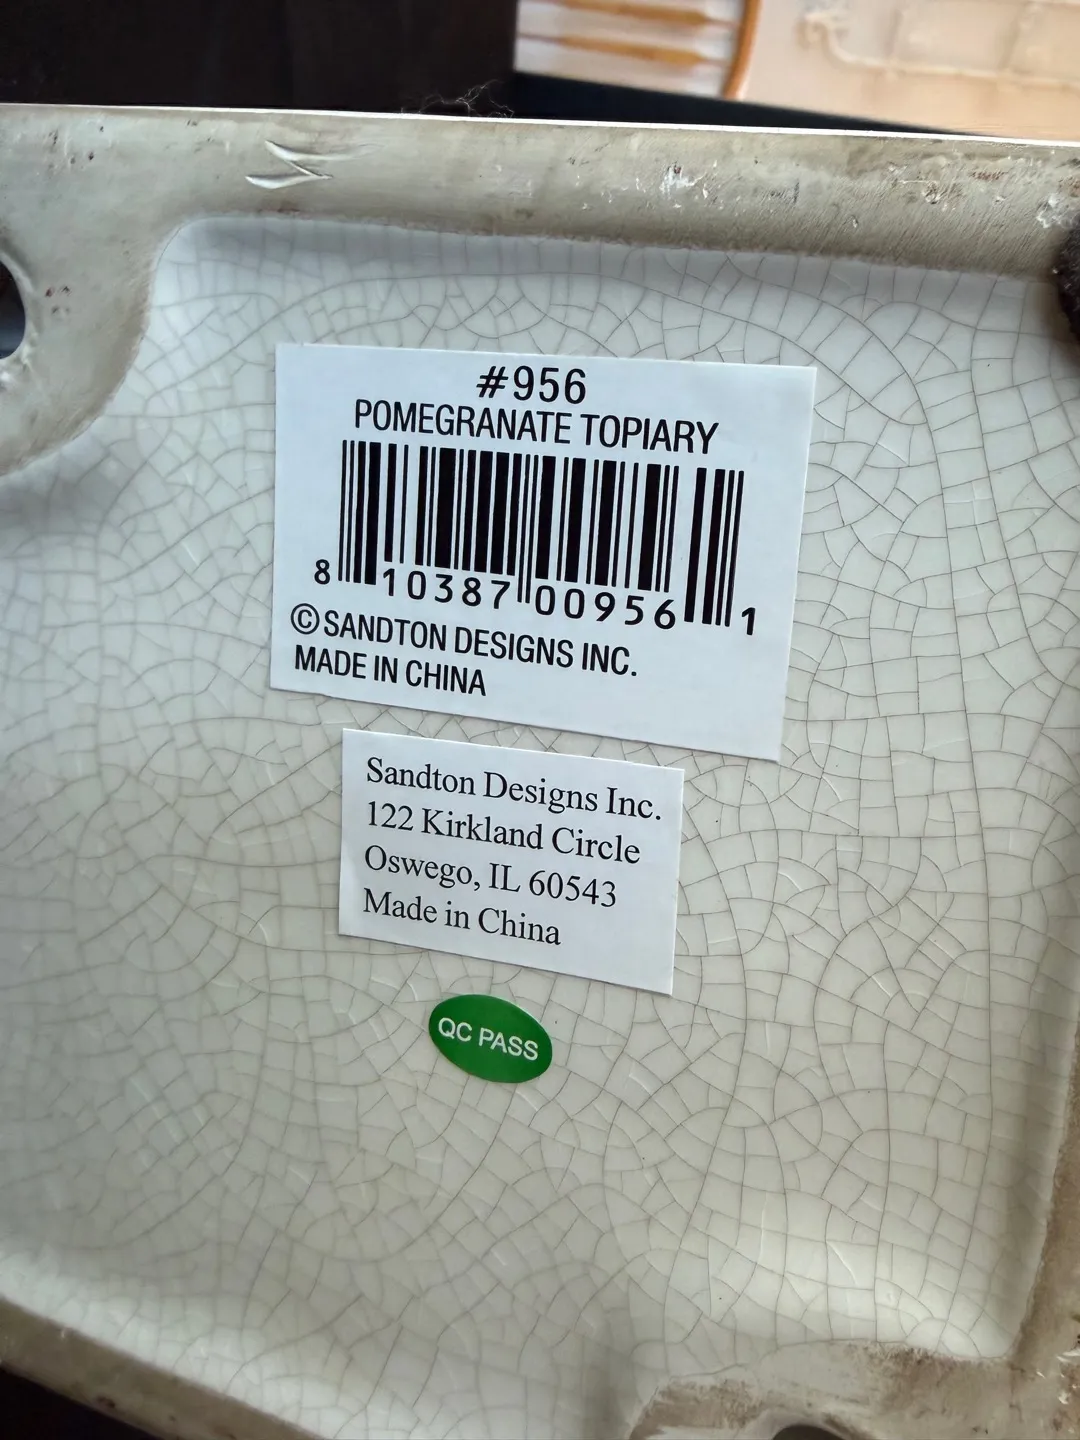 #956
POMEGRANATE TOPIARY
8 10387 00956 1
© SANDTON DESIGNS INC.
MADE IN CHINA
Sandton Designs Inc.
122 Kirkland Circle
Oswego, IL 60543
Made in China
QC PASS